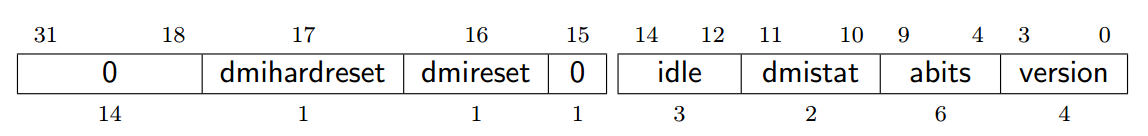 31 18 17 16 15 14 12 11 10 9 4 3 0
0 dmihardreset dmireset 0 idle dmistat abits version
14 1 1 1 3 2 6 4